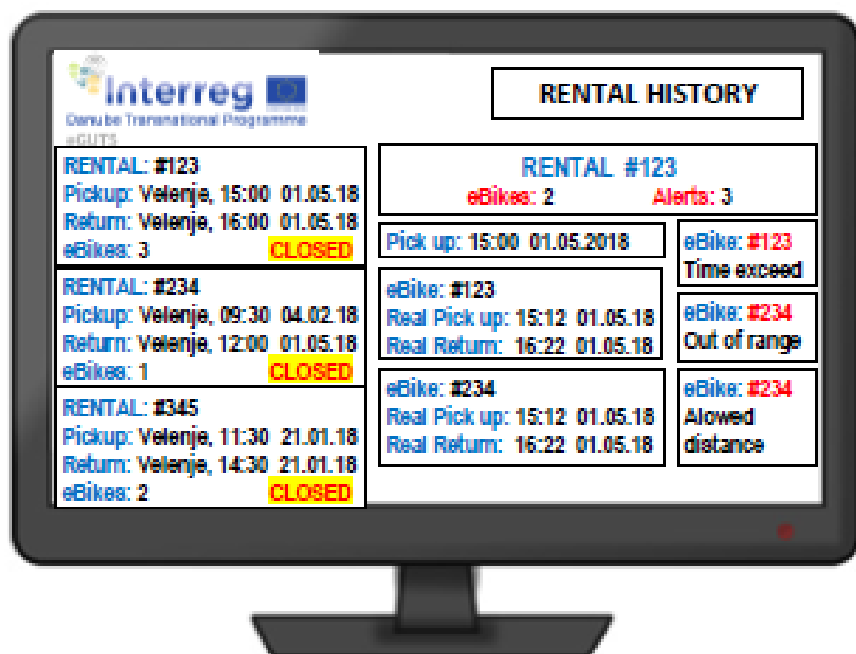 Interreg
Danube Transnational Programme
eGUTS
RENTAL HISTORY
RENTAL: #123
Pickup: Velenje, 15:00 01.05.18
Return: Velenje, 16:00 01.05.18
eBikes: 3 CLOSED
RENTAL: #234
Pickup: Velenje, 09:30 04.02.18
Return: Velenje, 12:00 01.05.18
eBikes: 1 CLOSED
RENTAL: #345
Pickup: Velenje, 11:30 21.01.18
Return: Velenje, 14:30 21.01.18
eBikes: 2 CLOSED
RENTAL #123
eBikes: 2 Alerts: 3
Pick up: 15:00 01.05.2018
eBike: #123
Real Pick up: 15:12 01.05.18
Real Return: 16:22 01.05.18
eBike: #234
Real Pick up: 15:12 01.05.18
Real Return: 16:22 01.05.18
eBike: #123
Time exceed
eBike: #234
Out of range
eBike: #234
Alowed
distance